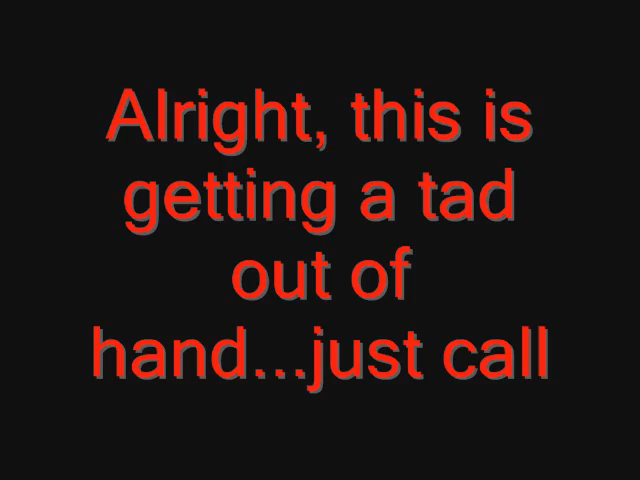 Alright, this is
getting a tad
out of
hand...just call